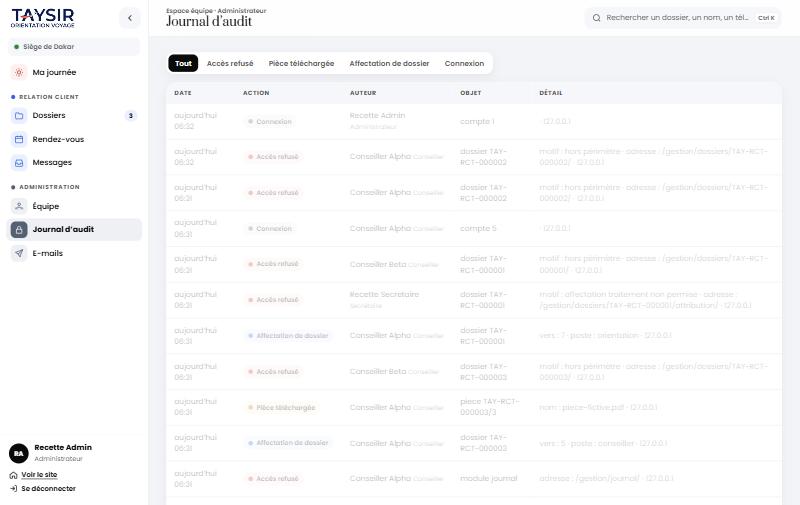 TAYSIR
ORIENTATION VOYAGE
Siège de Dakar
Ma journée
RELATION CLIENT
Dossiers 3
Rendez-vous
Messages
ADMINISTRATION
Équipe
Journal d'audit
E-mails
RA Recette Admin
Administrateur
Voir le site
Se déconnecter
Espace équipe · Administrateur
Journal d'audit
Rechercher un dossier, un nom, un tél... Ctrl K
Tout Accès refusé Pièce téléchargée Affectation de dossier Connexion
DATE ACTION AUTEUR OBJET DÉTAIL
aujourd'hui 06:32 Connexion Recette Admin Administrateur compte 1 · 127.0.0.1
aujourd'hui 06:32 Accès refusé Conseiller Alpha Conseiller dossier TAY-RCT-000002 motif : hors périmètre · adresse : /gestion/dossiers/TAY-RCT-000002/ · 127.0.0.1
aujourd'hui 06:31 Accès refusé Conseiller Alpha Conseiller dossier TAY-RCT-000002 motif : hors périmètre · adresse : /gestion/dossiers/TAY-RCT-000002/ · 127.0.0.1
aujourd'hui 06:31 Connexion Conseiller Alpha Conseiller compte 5 · 127.0.0.1
aujourd'hui 06:31 Accès refusé Conseiller Beta Conseiller dossier TAY-RCT-000001 motif : hors périmètre · adresse : /gestion/dossiers/TAY-RCT-000001/ · 127.0.0.1
aujourd'hui 06:31 Accès refusé Recette Secretaire Secrétaire dossier TAY-RCT-000001 motif : affectation traitement non permise · adresse : /gestion/dossiers/TAY-RCT-000001/attribution/ · 127.0.0.1
aujourd'hui 06:31 Affectation de dossier Conseiller Alpha Conseiller dossier TAY-RCT-000001 vers : 7 · poste : orientation · 127.0.0.1
aujourd'hui 06:31 Accès refusé Conseiller Beta Conseiller dossier TAY-RCT-000003 motif : hors périmètre · adresse : /gestion/dossiers/TAY-RCT-000003/ · 127.0.0.1
aujourd'hui 06:31 Pièce téléchargée Conseiller Alpha Conseiller piece TAY-RCT-000003/3 nom : piece-fictive.pdf · 127.0.0.1
aujourd'hui 06:31 Affectation de dossier Conseiller Alpha Conseiller dossier TAY-RCT-000003 vers : 5 · poste : conseiller · 127.0.0.1
aujourd'hui 06:31 Accès refusé Conseiller Alpha Conseiller module journal adresse : /gestion/journal/ · 127.0.0.1